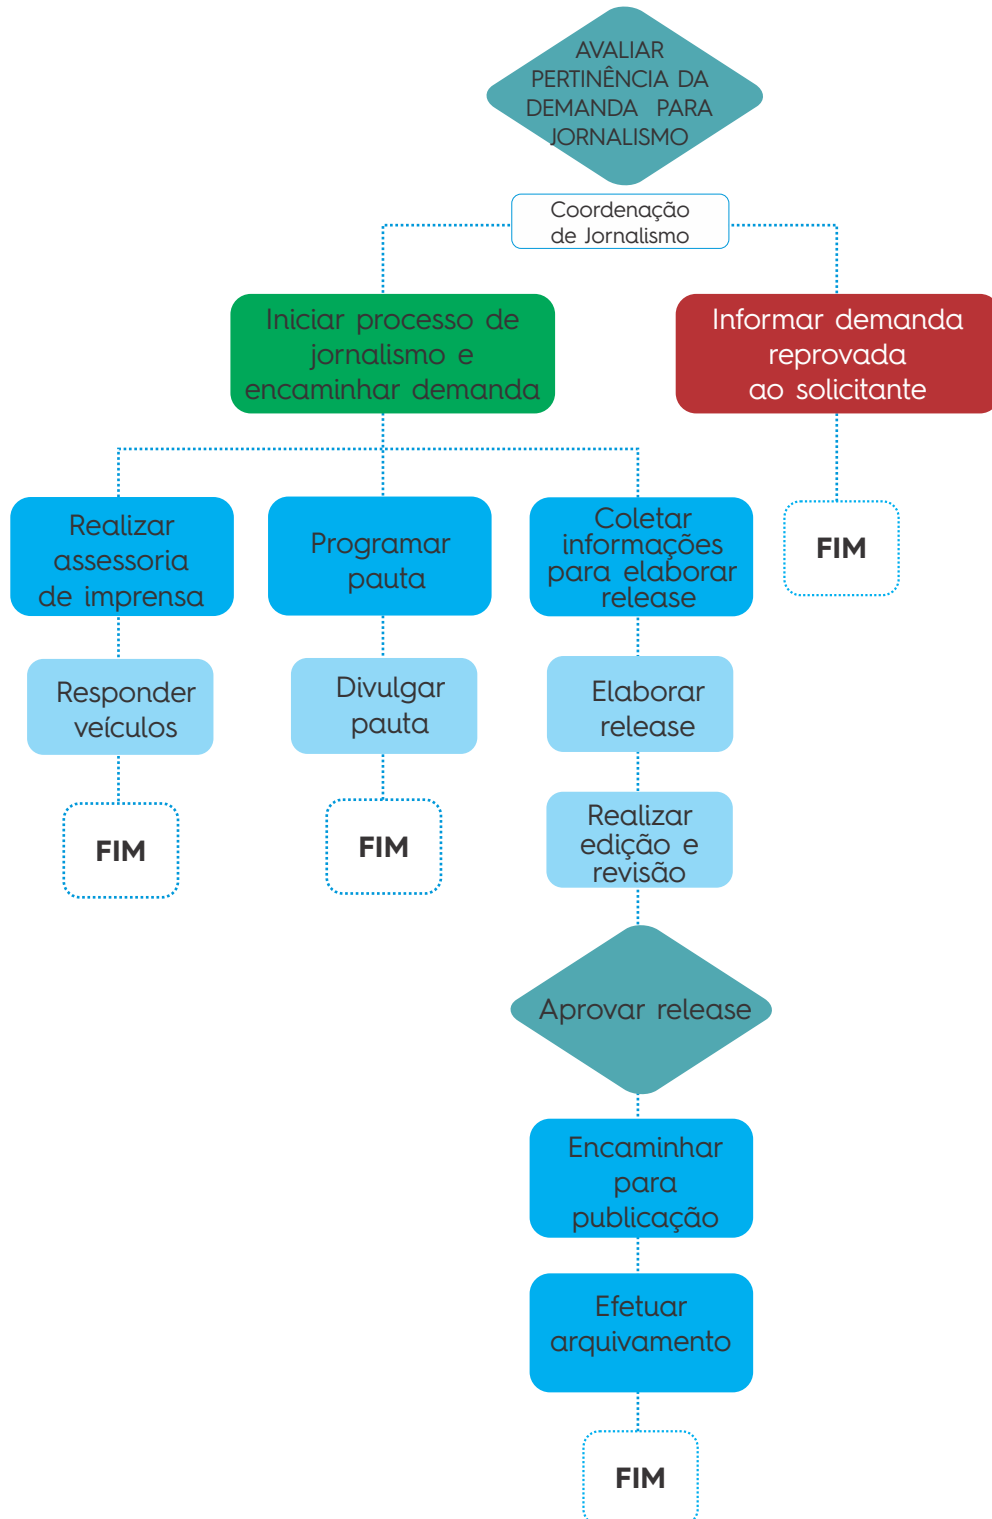 AVALIAR
PERTINÊNCIA DA
DEMANDA PARA
JORNALISMO
Coordenação
de Jornalismo
Iniciar processo de
jornalismo e
encaminhar demanda
Informar demanda
reprovada
ao solicitante
Realizar
assessoria
de imprensa
Programar
pauta
Coletar
informações
para elaborar
release
FIM
Responder
veículos
Divulgar
pauta
Elaborar
release
FIM
FIM
Realizar
edição e
revisão
Aprovar release
Encaminhar
para
publicação
Efetuar
arquivamento
FIM